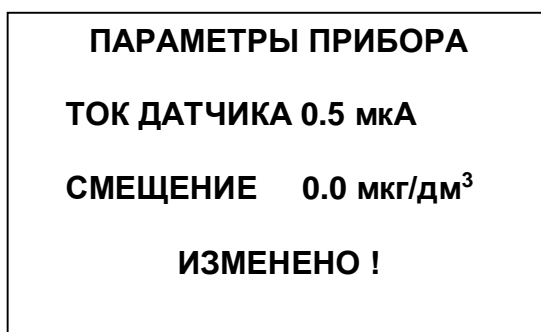 ПАРАМЕТРЫ ПРИБОРА
ТОК ДАТЧИКА 0.5 мкА
СМЕЩЕНИЕ 0.0 мкг/дм³
ИЗМЕНЕНО !